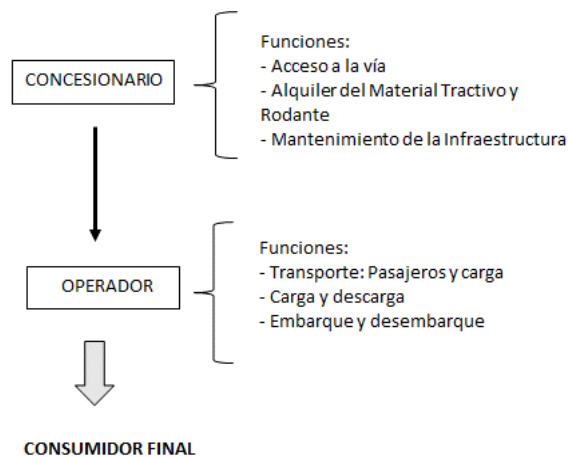 Funciones:
- Acceso a la vía
CONCESIONARIO
- Alquiler del Material Tractivo y
Rodante
- Mantenimiento de la Infraestructura
Funciones:
- Transporte: Pasajeros y carga
OPERADOR
- Carga y descarga
- Embarque y desembarque
CONSUMIDOR FINAL